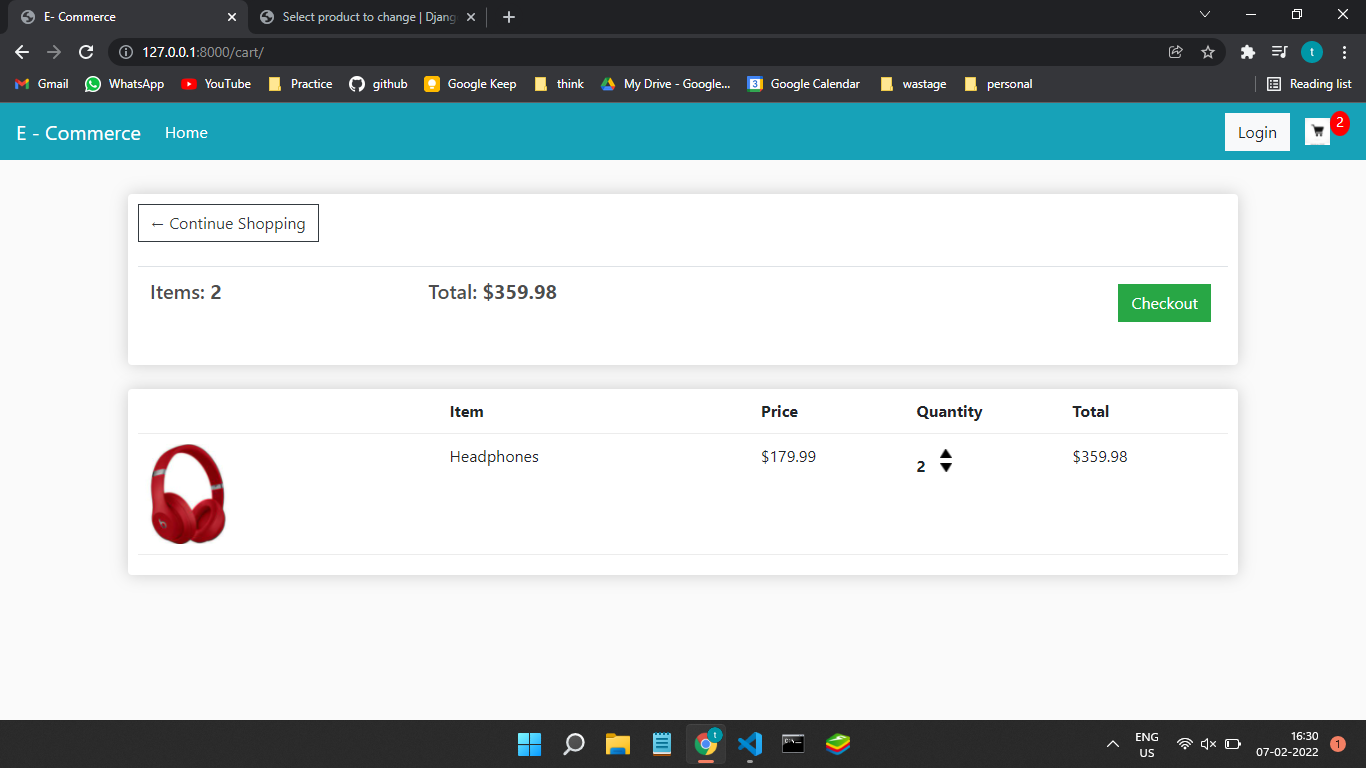 E- Commerce
Select product to change | Djang
127.0.0.1:8000/cart/
t
Gmail WhatsApp YouTube Practice github Google Keep think My Drive - Google... 3 Google Calendar wastage personal Reading list
E - Commerce Home Login 2
← Continue Shopping
Items: 2 Total: $359.98 Checkout
Item Price Quantity Total
Headphones $179.99 2 $359.98
t
ENG
US
16:30
07-02-2022
1